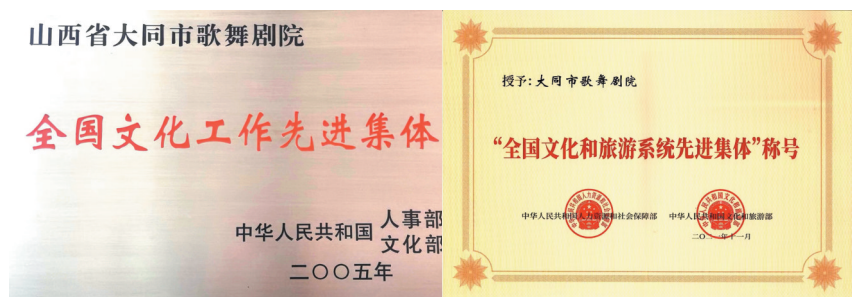 山西省大同市歌舞剧院
全国文化工作先进集体
中华人民共和国
人事部
文化部
二〇〇五年
授予:大同市歌舞剧院
“全国文化和旅游系统先进集体”称号
中华人民共和国人力资源和社会保障部 中华人民共和国文化和旅游部